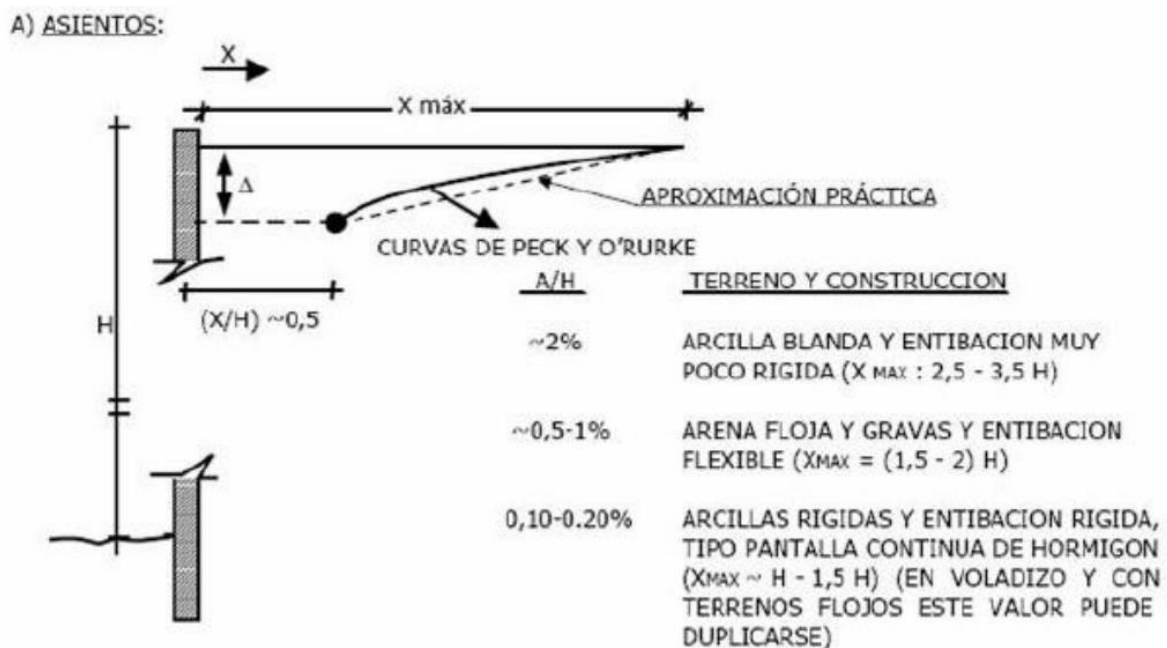 A) ASIENTOS:
X
X máx
Δ
APROXIMACIÓN PRÁCTICA
CURVAS DE PECK Y O'RURKE
(X/H) ~0,5
H
A/H
TERRENO Y CONSTRUCCION
~2%
ARCILLA BLANDA Y ENTIBACION MUY
POCO RIGIDA (X MAX : 2,5 - 3,5 H)
~0,5-1%
ARENA FLOJA Y GRAVAS Y ENTIBACION
FLEXIBLE (XMAX = (1,5 - 2) H)
0,10-0.20%
ARCILLAS RIGIDAS Y ENTIBACION RIGIDA,
TIPO PANTALLA CONTINUA DE HORMIGON
(XMAX ~ H - 1,5 H) (EN VOLADIZO Y CON
TERRENOS FLOJOS ESTE VALOR PUEDE
DUPLICARSE)